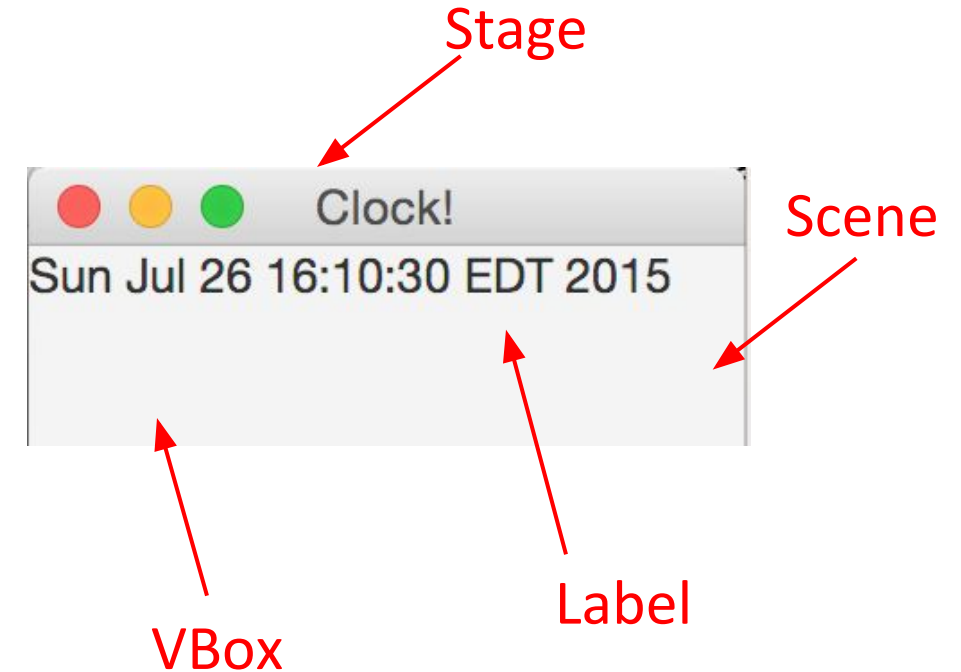 Stage
Clock!
Scene
Sun Jul 26 16:10:30 EDT 2015
Label
VBox